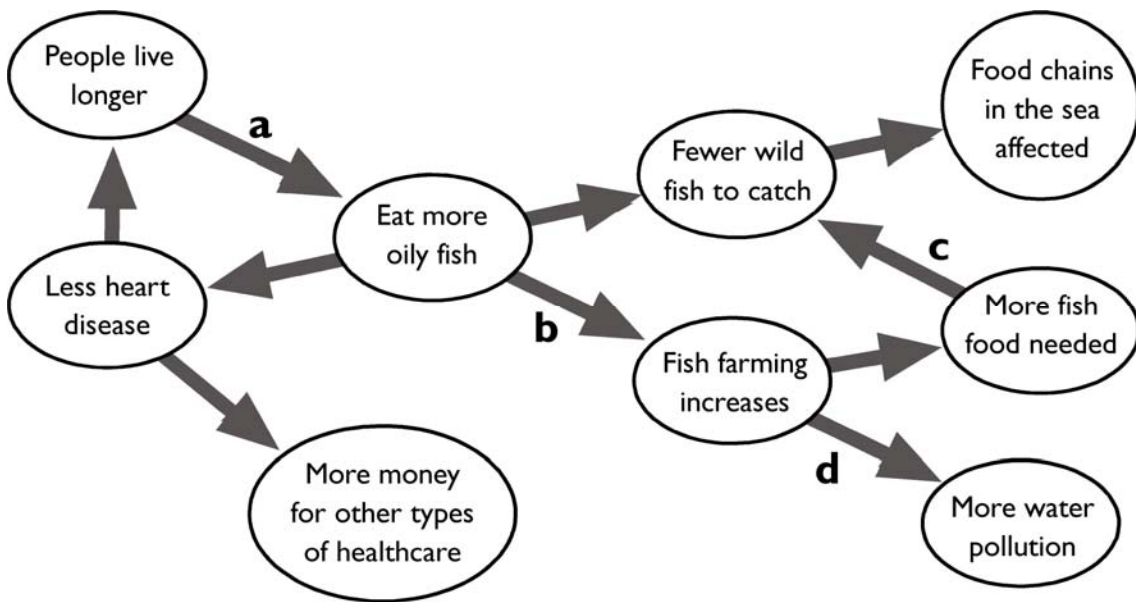 People live
longer
a
Eat more
oily fish
Less heart
disease
More money
for other types
of healthcare
b
Fewer wild
fish to catch
Food chains
in the sea
affected
c
More fish
food needed
Fish farming
increases
d
More water
pollution